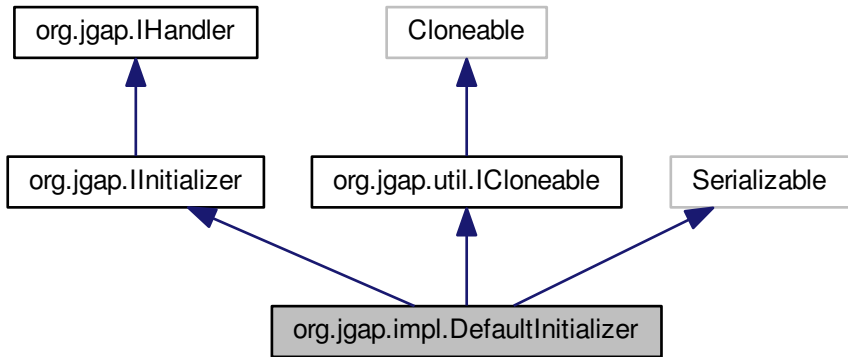 org.jgap.IHandler
Cloneable
org.jgap.IInitializer
org.jgap.util.ICloneable
Serializable
org.jgap.impl.DefaultInitializer